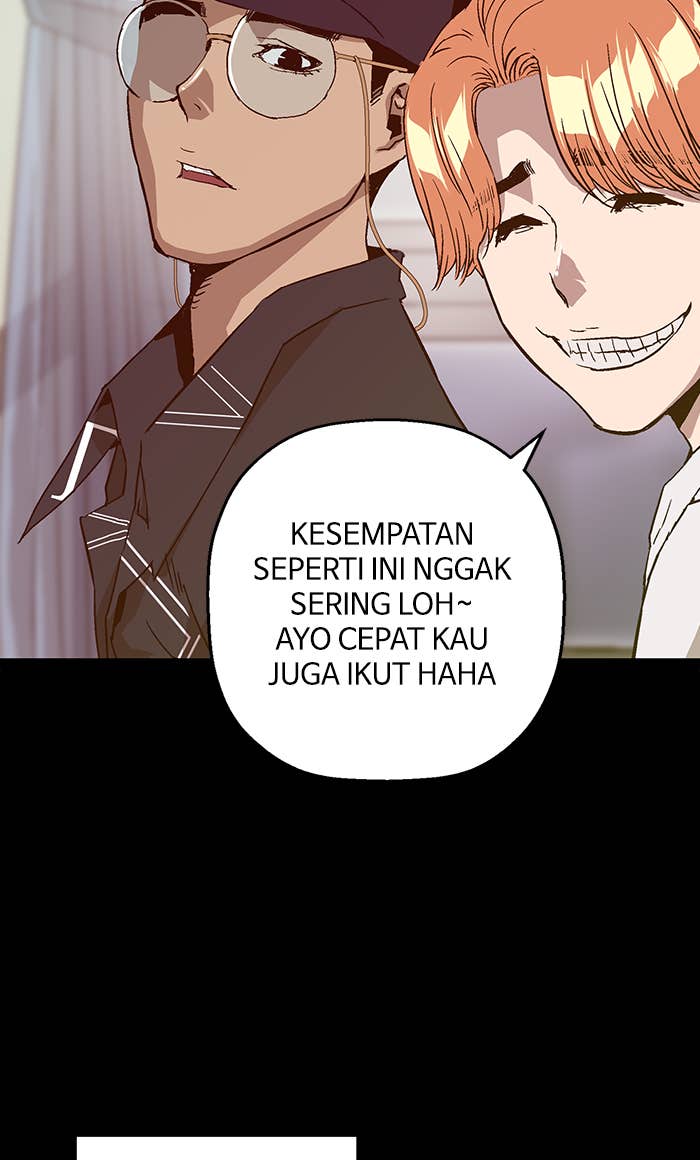 KESEMPATAN
SEPERTI INI NGGAK
SERING LOH~
AYO CEPAT KAU
JUGA IKUT HAHA